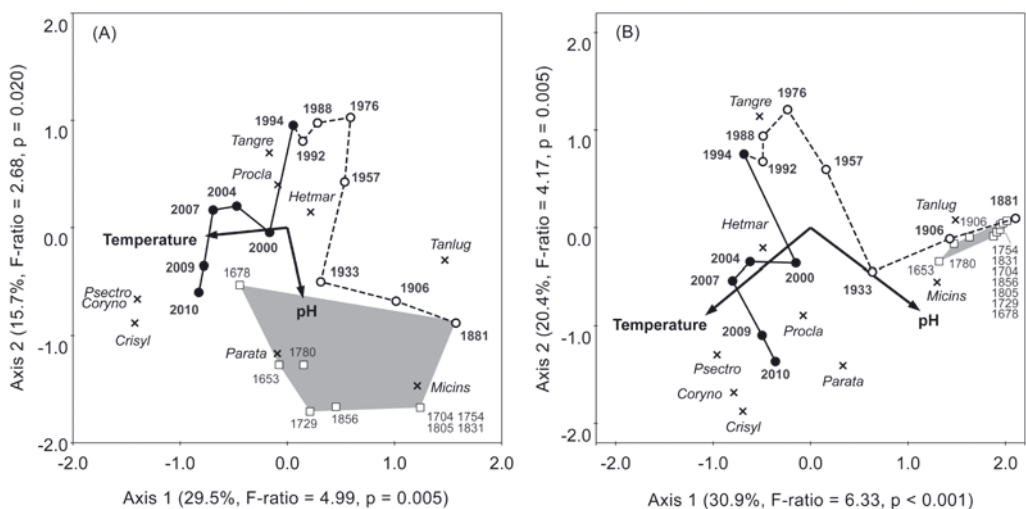 (A)
2.0
1.0
0.0
-1.0
-2.0
-2.0
-1.0
0.0
1.0
2.0
Axis 2 (15.7%, F-ratio = 2.68, p = 0.020)
Axis 1 (29.5%, F-ratio = 4.99, p = 0.005)
1976
1988
1994
1992
Tangre
Procla
1957
Hetmar
2004
2007
Temperature
2000
Tanlug
2009
1678
1933
1906
Psectro
Coryno
2010
pH
1881
Crisyl
Parata
1780
1653
Micins
1729
1856
1704 1754
1805 1831
(B)
2.0
1.0
0.0
-1.0
-2.0
-2.0
-1.0
0.0
1.0
2.0
Axis 2 (20.4%, F-ratio = 4.17, p = 0.005)
Axis 1 (30.9%, F-ratio = 6.33, p < 0.001)
1976
Tangre
1988
1994
1992
1957
Tanlug
1881
1906
1906
Hetmar
2004
2000
1653
1780
1754
1831
1704
1856
1805
1729
1678
2007
1933
Micins
Temperature
pH
Procla
2009
Psectro
2010
Parata
Coryno
Crisyl